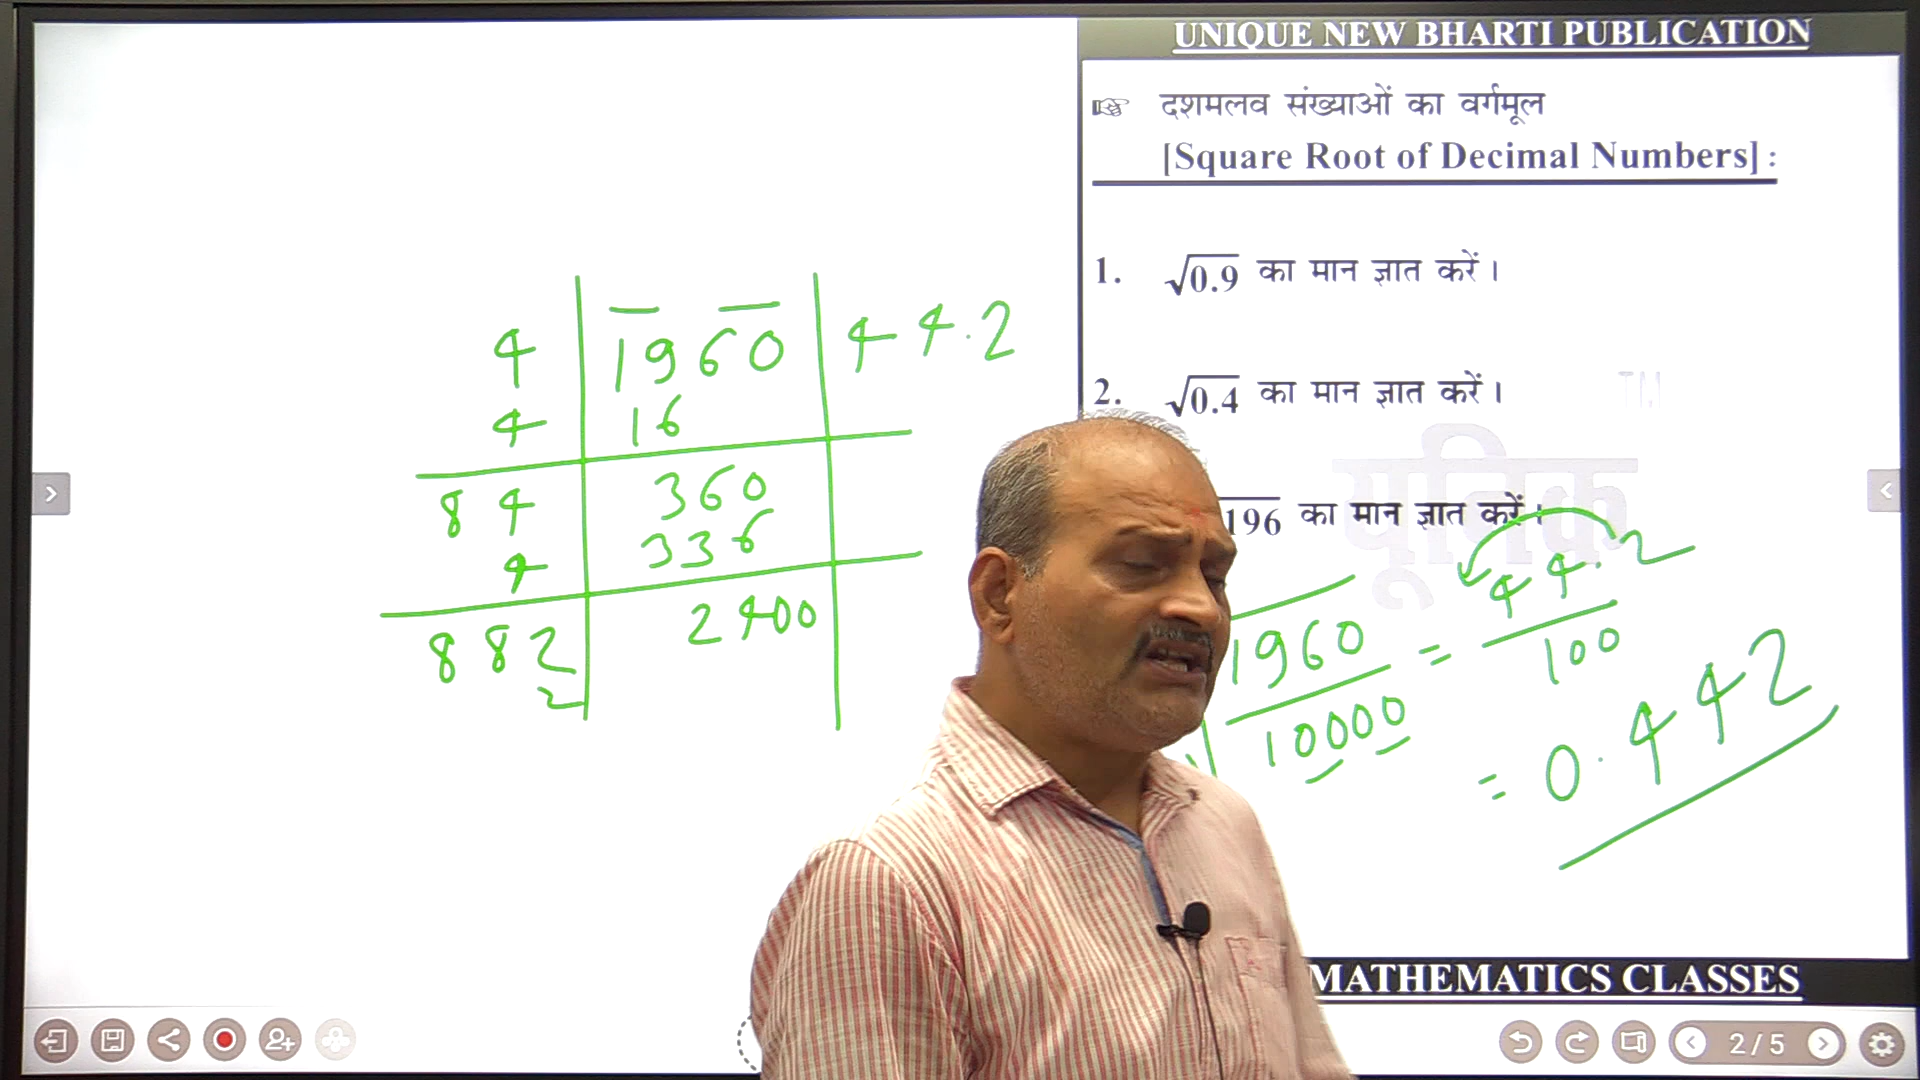 UNIQUE NEW BHARTI PUBLICATION
दशमलव संख्याओं का वर्गमूल
[Square Root of Decimal Numbers] :
1. √0.9 का मान ज्ञात करें।
2. √0.4 का मान ज्ञात करें।
196 का मान ज्ञात करें।
TM
यूनिक
4 | 1960 | 44.2
4 | 16
84 | 360
4 | 336
882 | 2400
2
√1960/10000 = 44.2/100
= 0.442
MATHEMATICS CLASSES
2/5